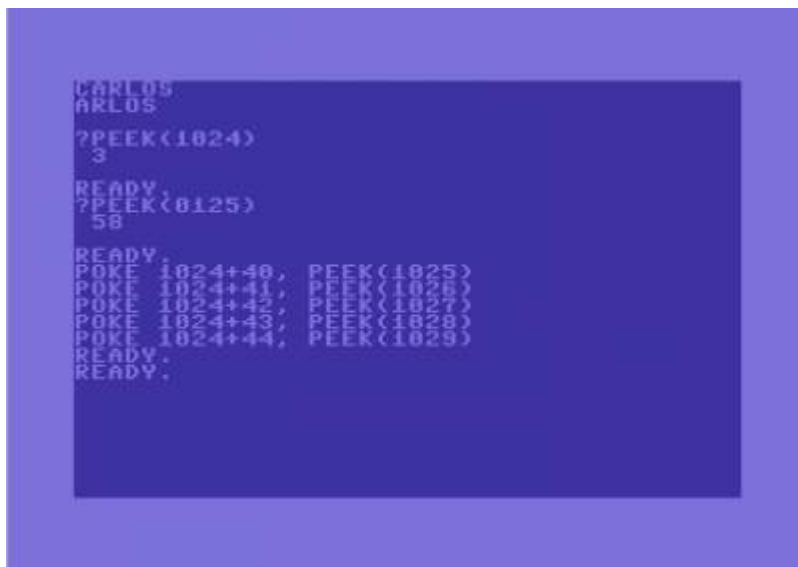 CARLOS
ARLOS
?PEEK(1024)
3
READY.
?PEEK(0125)
58
READY.
POKE 1024+40, PEEK(1025)
POKE 1024+41, PEEK(1026)
POKE 1024+42, PEEK(1027)
POKE 1024+43, PEEK(1028)
POKE 1024+44, PEEK(1029)
READY.
READY.